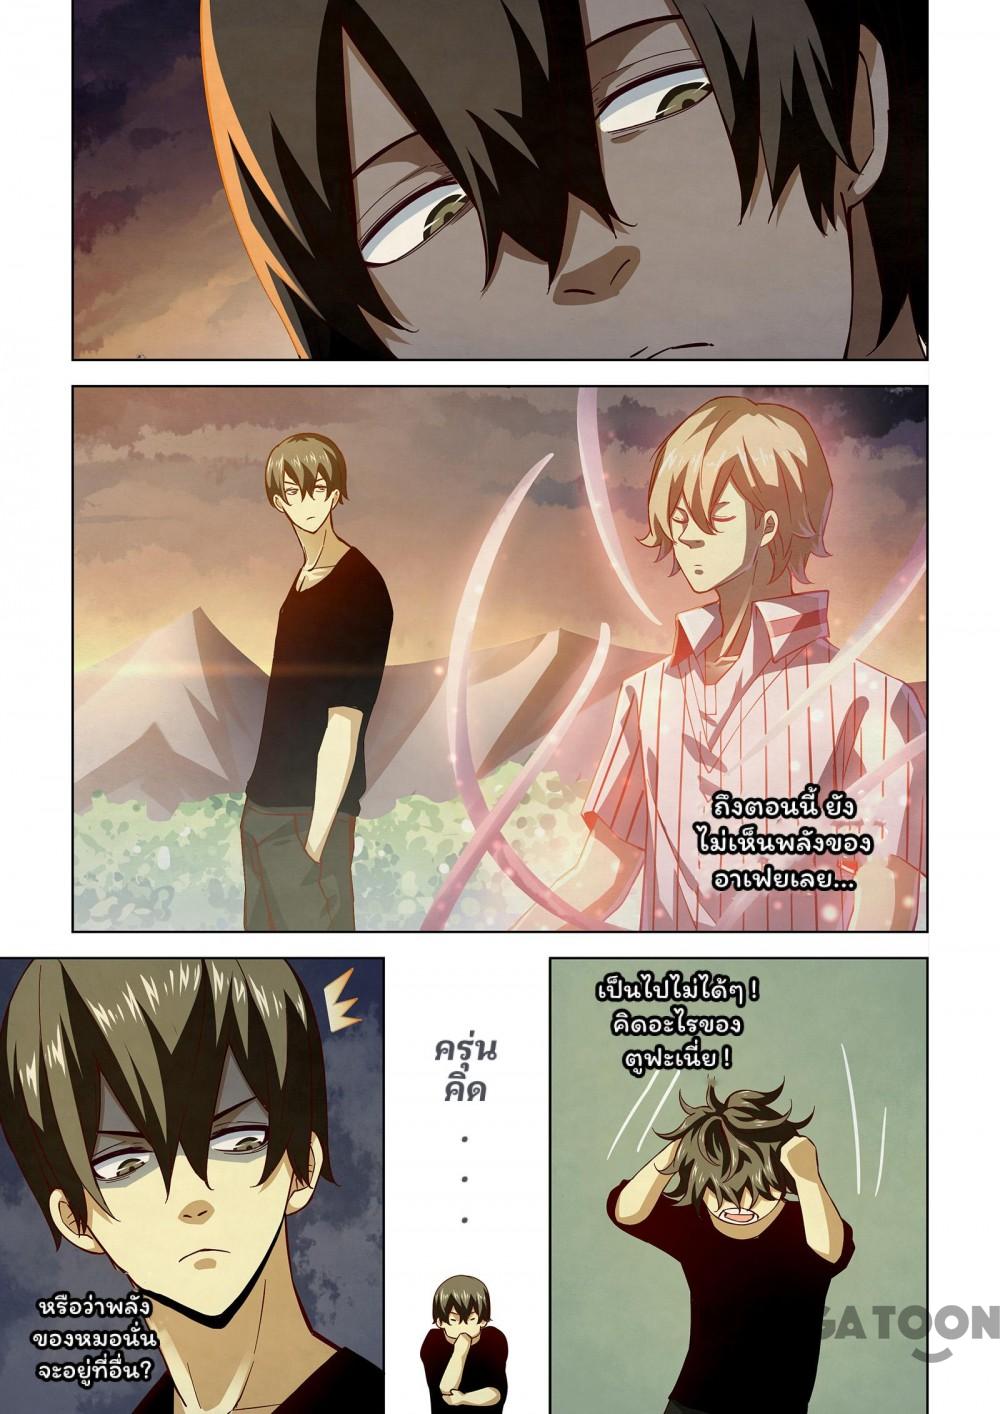 ถึงตอนนี้ ยัง
ไม่เห็นพลังของ
อาเฟยเลย...
หรือว่าพลัง
ของหมอนั่น
จะอยู่ที่อื่น?
ครุ่น
คิด
.
.
.
เป็นไปไม่ได้ๆ!
คิดอะไรของ
ตูฟะเนี่ย!
GATOON